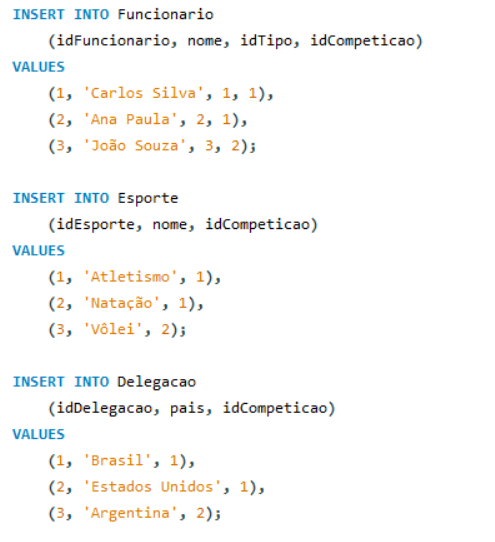 INSERT INTO Funcionario
(idFuncionario, nome, idTipo, idCompeticao)
VALUES
(1, 'Carlos Silva', 1, 1),
(2, 'Ana Paula', 2, 1),
(3, 'João Souza', 3, 2);
INSERT INTO Esporte
(idEsporte, nome, idCompeticao)
VALUES
(1, 'Atletismo', 1),
(2, 'Natação', 1),
(3, 'Vôlei', 2);
INSERT INTO Delegacao
(idDelegacao, pais, idCompeticao)
VALUES
(1, 'Brasil', 1),
(2, 'Estados Unidos', 1),
(3, 'Argentina', 2);